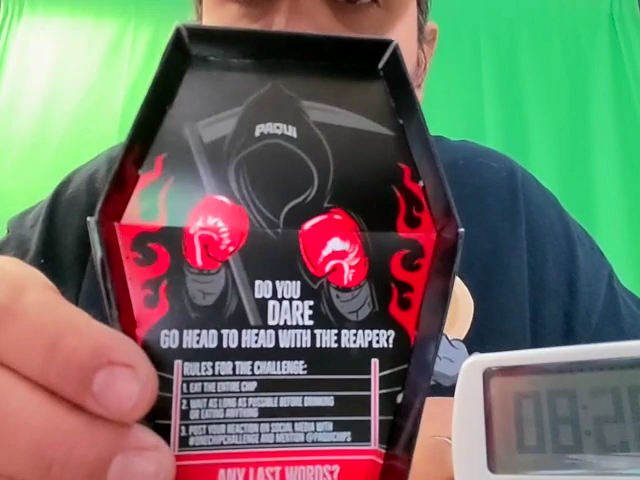 PAQUI
DO YOU
DARE
GO HEAD TO HEAD WITH THE REAPER?
RULES FOR THE CHALLENGE:
1. EAT THE ENTIRE CHIP
2. WAIT AS LONG AS POSSIBLE BEFORE DRINKING
OR EATING ANYTHING
3. POST YOUR REACTION ON SOCIAL MEDIA WITH
#ONECHIPCHALLENGE AND MENTION @PAQUICHIPS
ANY LAST WORDS?